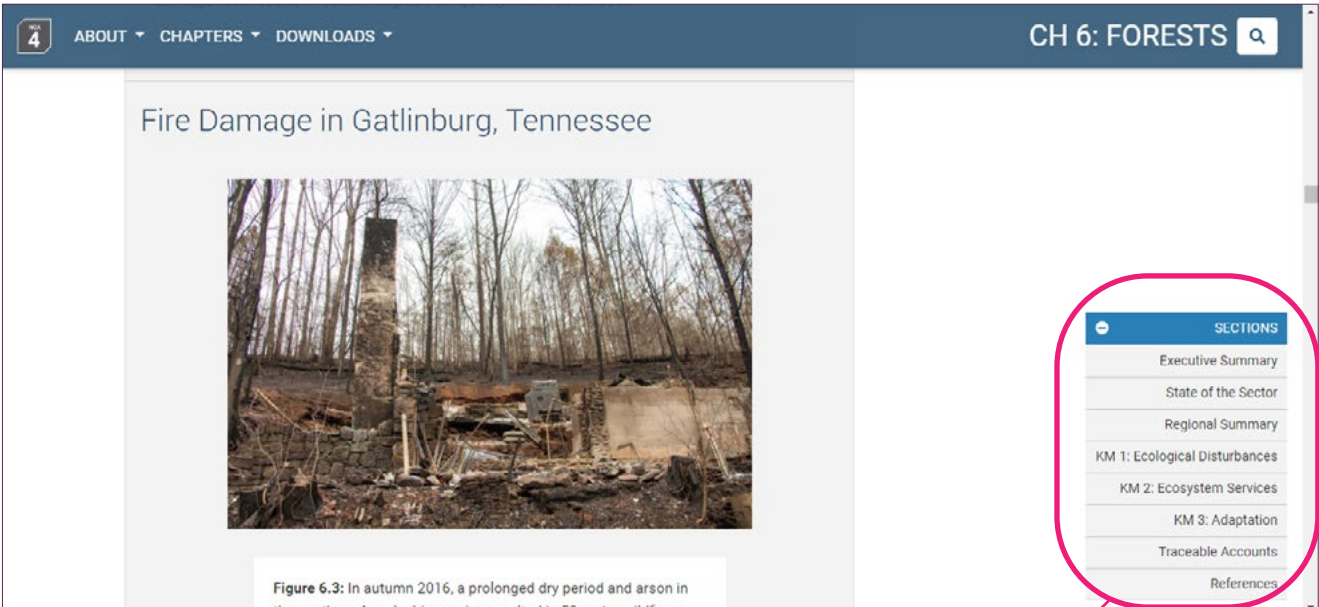 NCA
4
ABOUT CHAPTERS DOWNLOADS
CH 6: FORESTS
Fire Damage in Gatlinburg, Tennessee
SECTIONS
Executive Summary
State of the Sector
Regional Summary
KM 1: Ecological Disturbances
KM 2: Ecosystem Services
KM 3: Adaptation
Traceable Accounts
References
Figure 6.3: In autumn 2016, a prolonged dry period and arson in